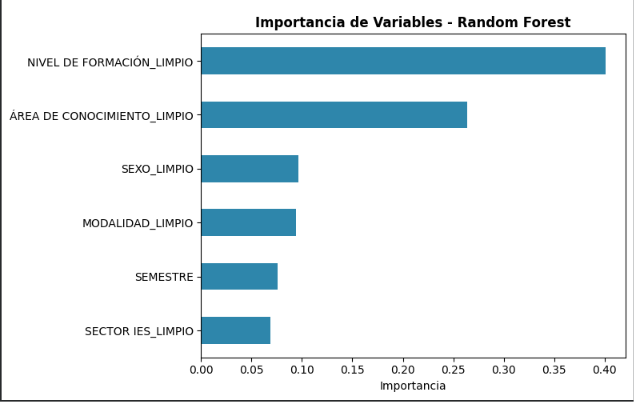 Importancia de Variables - Random Forest
NIVEL DE FORMACIÓN_LIMPIO
ÁREA DE CONOCIMIENTO_LIMPIO
SEXO_LIMPIO
MODALIDAD_LIMPIO
SEMESTRE
SECTOR IES_LIMPIO
0.00 0.05 0.10 0.15 0.20 0.25 0.30 0.35 0.40
Importancia